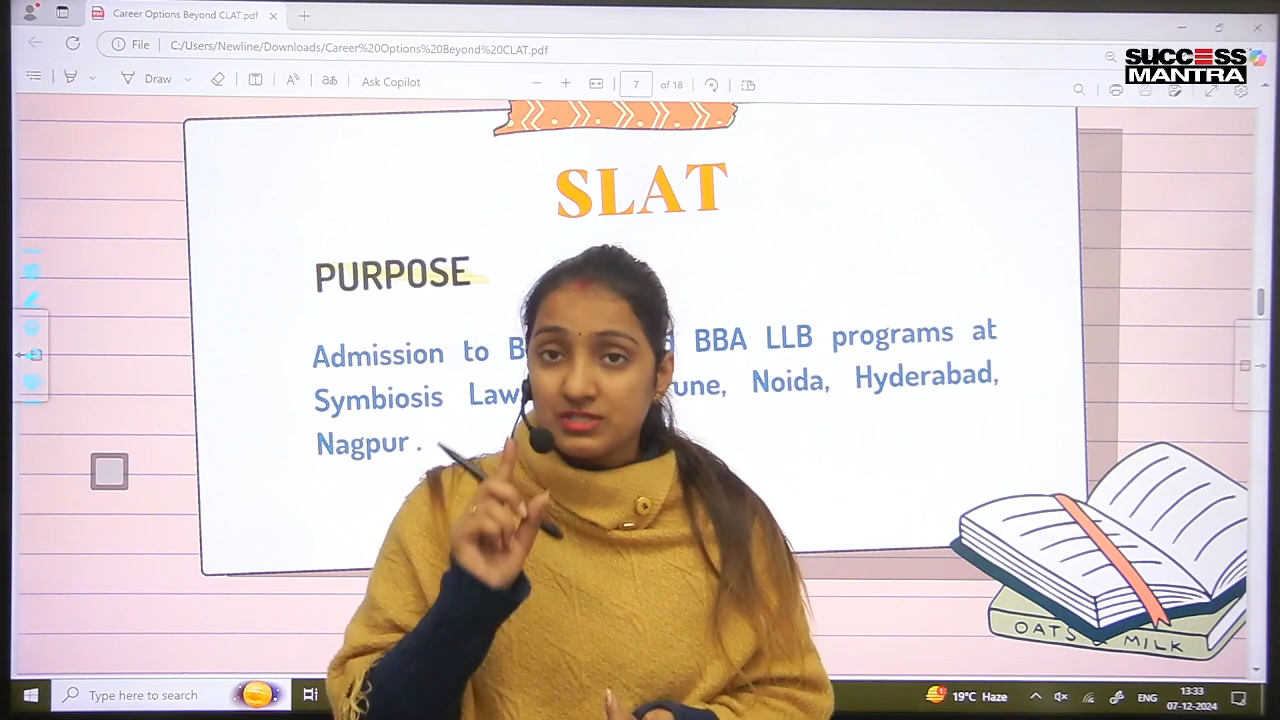 Career Options Beyond CLAT.pdf
File
C:/Users/Newline/Downloads/Career%20Options%20Beyond%20CLAT.pdf
SUCCESS
MANTRA
Draw
Ask Copilot
7
of 18
SLAT
PURPOSE
Admission to B BBA LLB programs at
Symbiosis Law Noida, Hyderabad,
Nagpur .
OATS & MILK
Type here to search
19°C Haze
ENG
13:33
07-12-2024